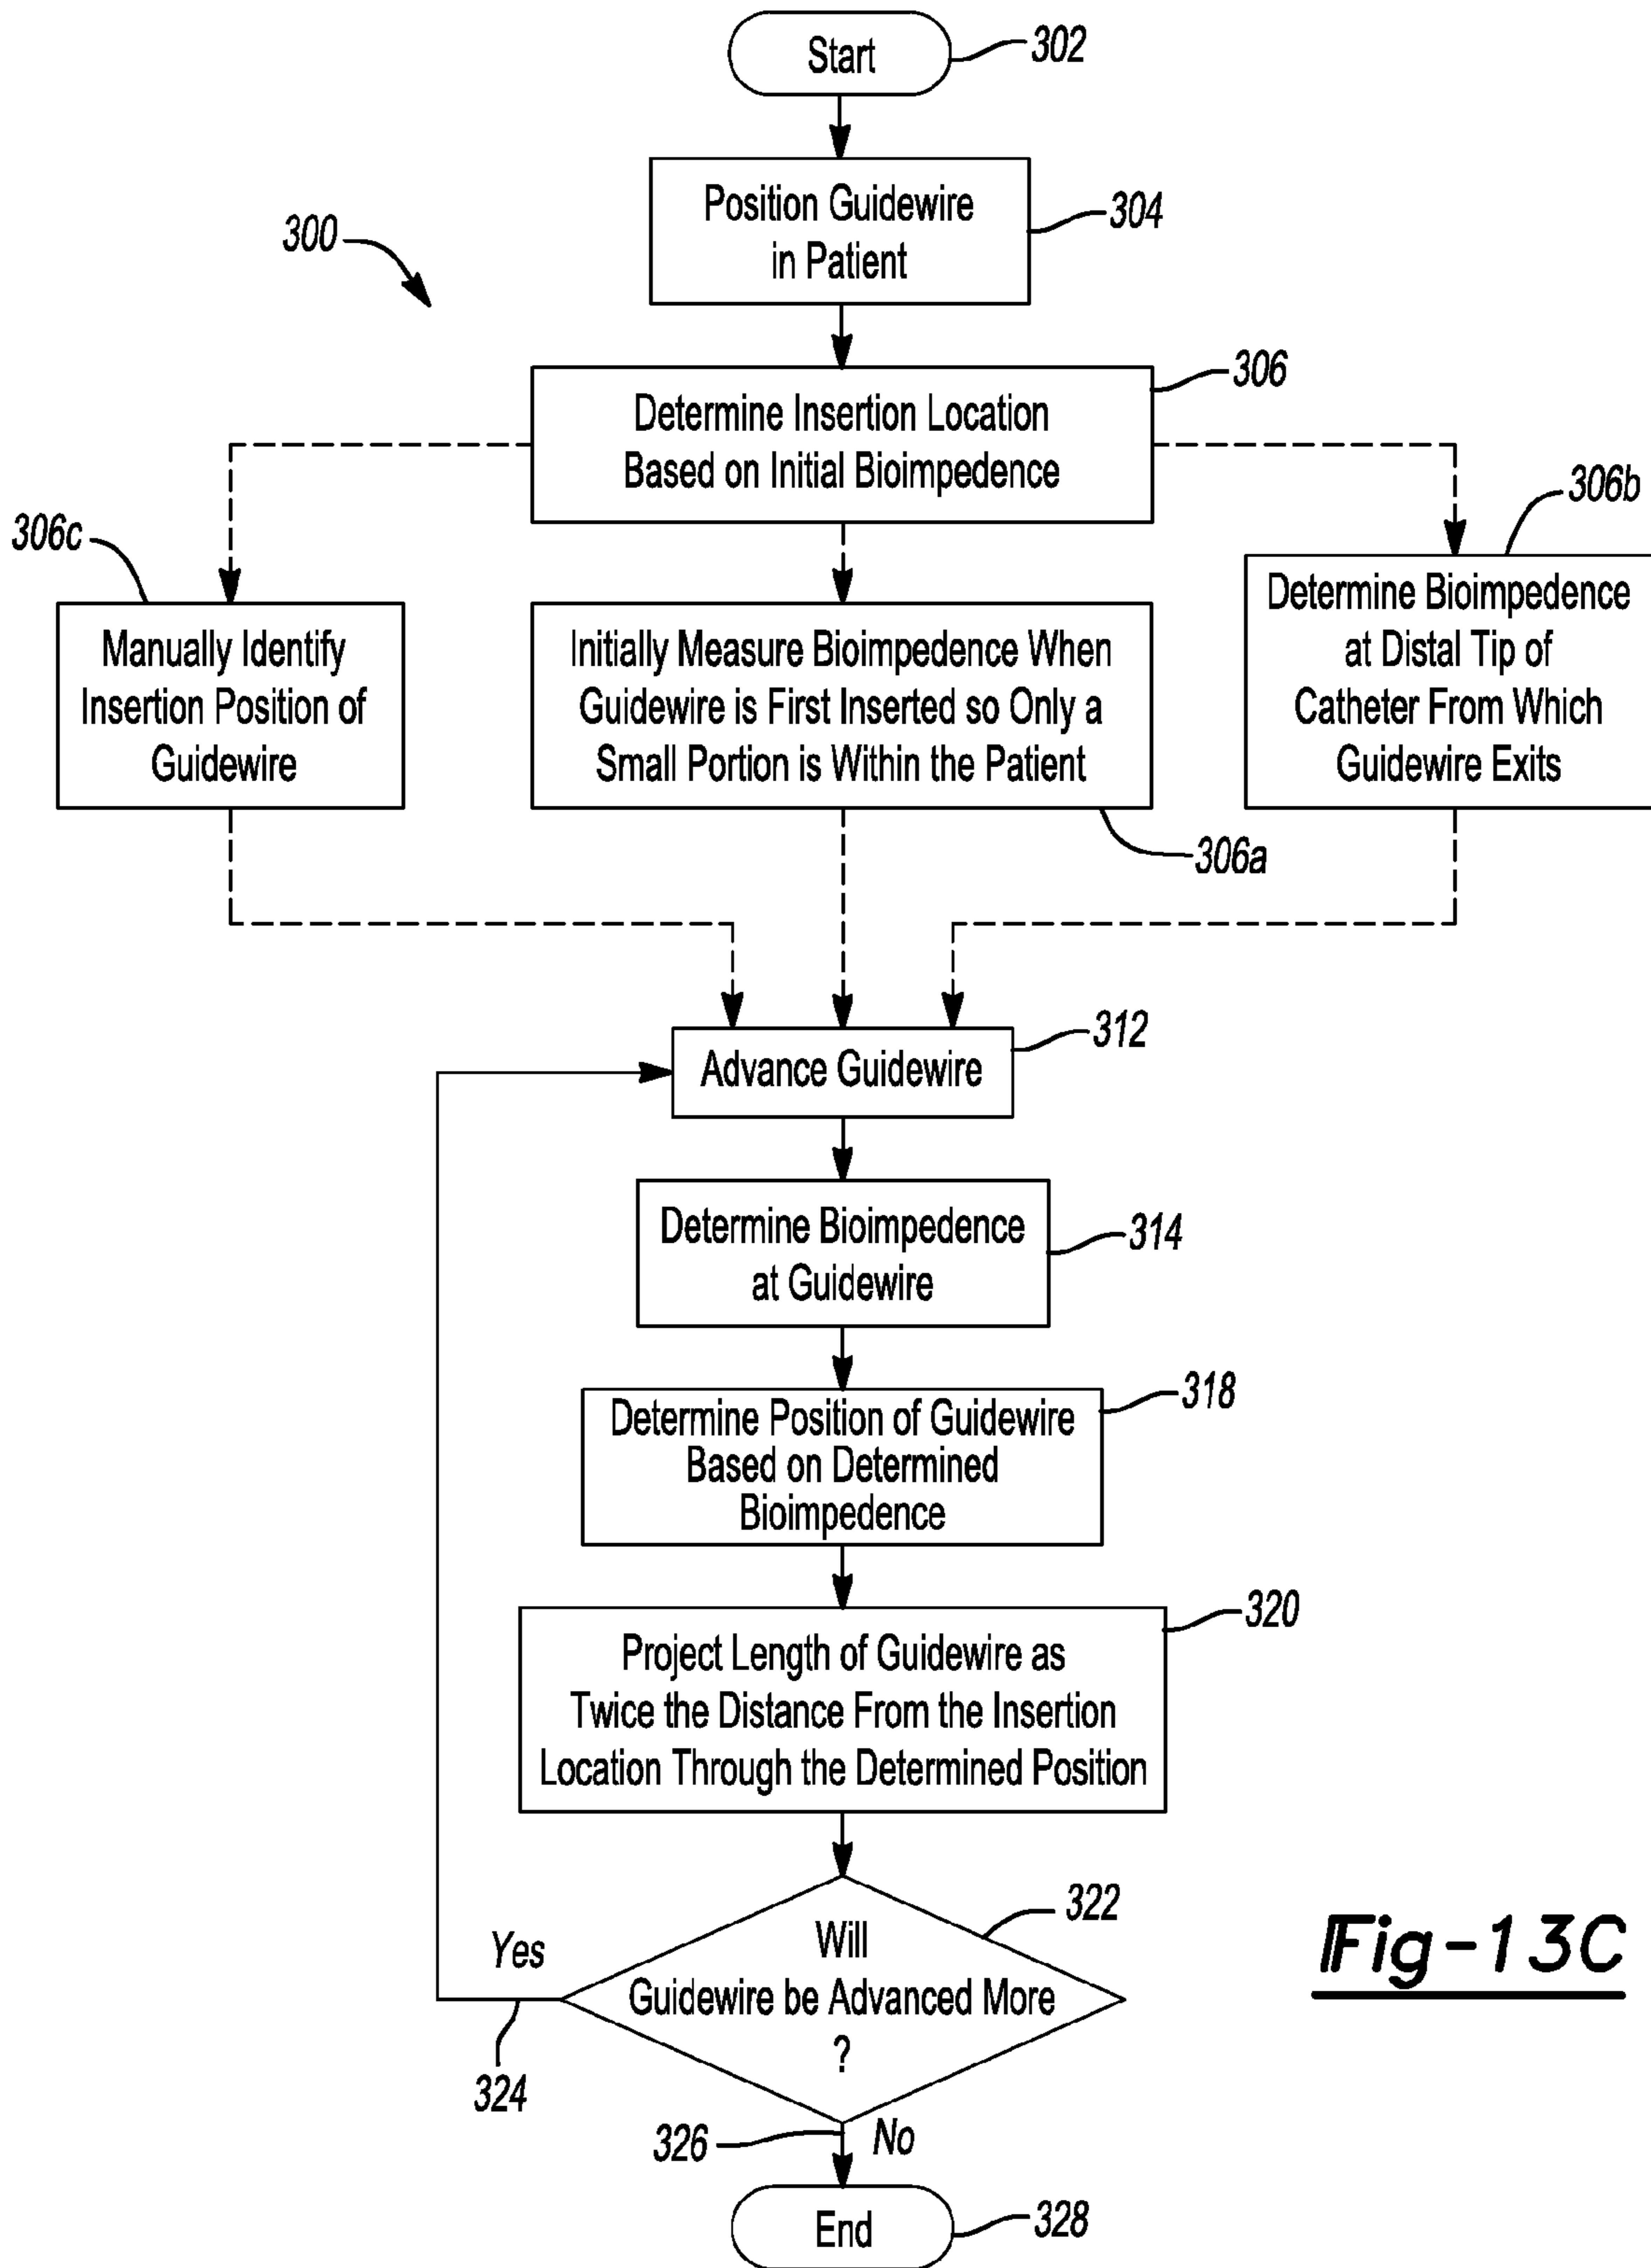 Start
302
Position Guidewire
in Patient
304
300
306
Determine Insertion Location
Based on Initial Bioimpedence
306c
306b
Manually Identify
Insertion Position of
Guidewire
Initially Measure Bioimpedence When
Guidewire is First Inserted so Only a
Small Portion is Within the Patient
306a
Determine Bioimpedence
at Distal Tip of
Catheter From Which
Guidewire Exits
312
Advance Guidewire
Determine Bioimpedence
at Guidewire
314
318
Determine Position of Guidewire
Based on Determined
Bioimpedence
320
Project Length of Guidewire as
Twice the Distance From the Insertion
Location Through the Determined Position
322
Will
Guidewire be Advanced More
?
Yes
324
326
No
End
328
Fig-13C